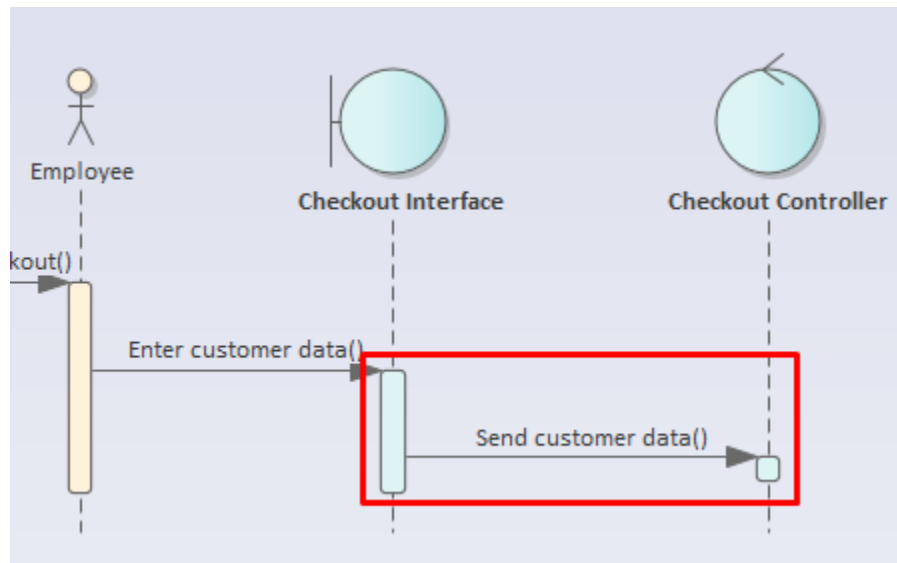 Employee
Checkout Interface
Checkout Controller
kout()
Enter customer data()
Send customer data()